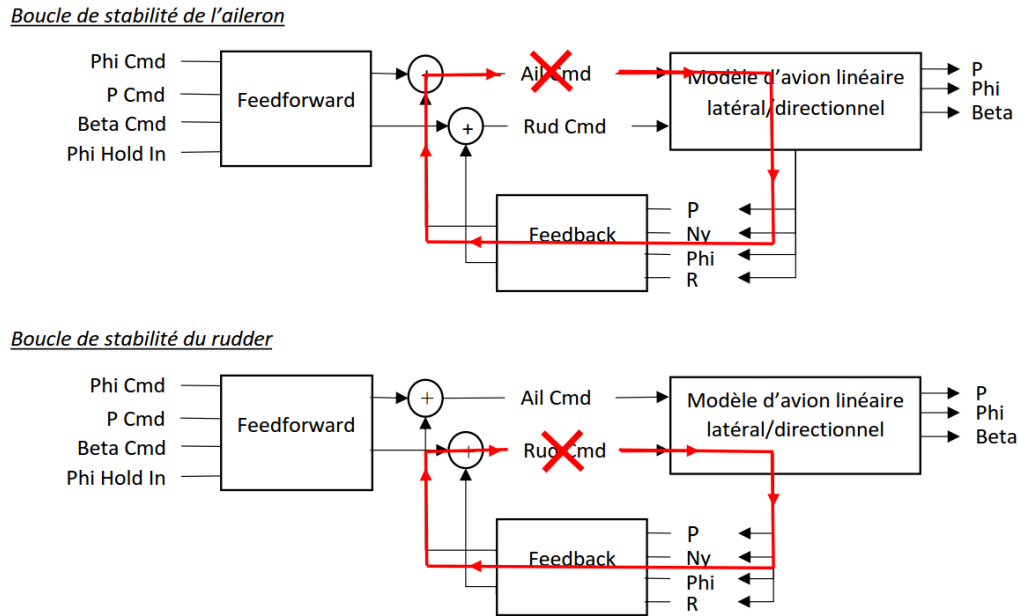 Boucle de stabilité de l'aileron
Phi Cmd
P Cmd
Beta Cmd
Phi Hold In
Feedforward
+
+
Ail Cmd
Rud Cmd
Modèle d'avion linéaire
latéral/directionnel
P
Phi
Beta
Feedback
P
Ny
Phi
R
Boucle de stabilité du rudder
Phi Cmd
P Cmd
Beta Cmd
Phi Hold In
Feedforward
+
+
Ail Cmd
Rud Cmd
Modèle d'avion linéaire
latéral/directionnel
P
Phi
Beta
Feedback
P
Ny
Phi
R